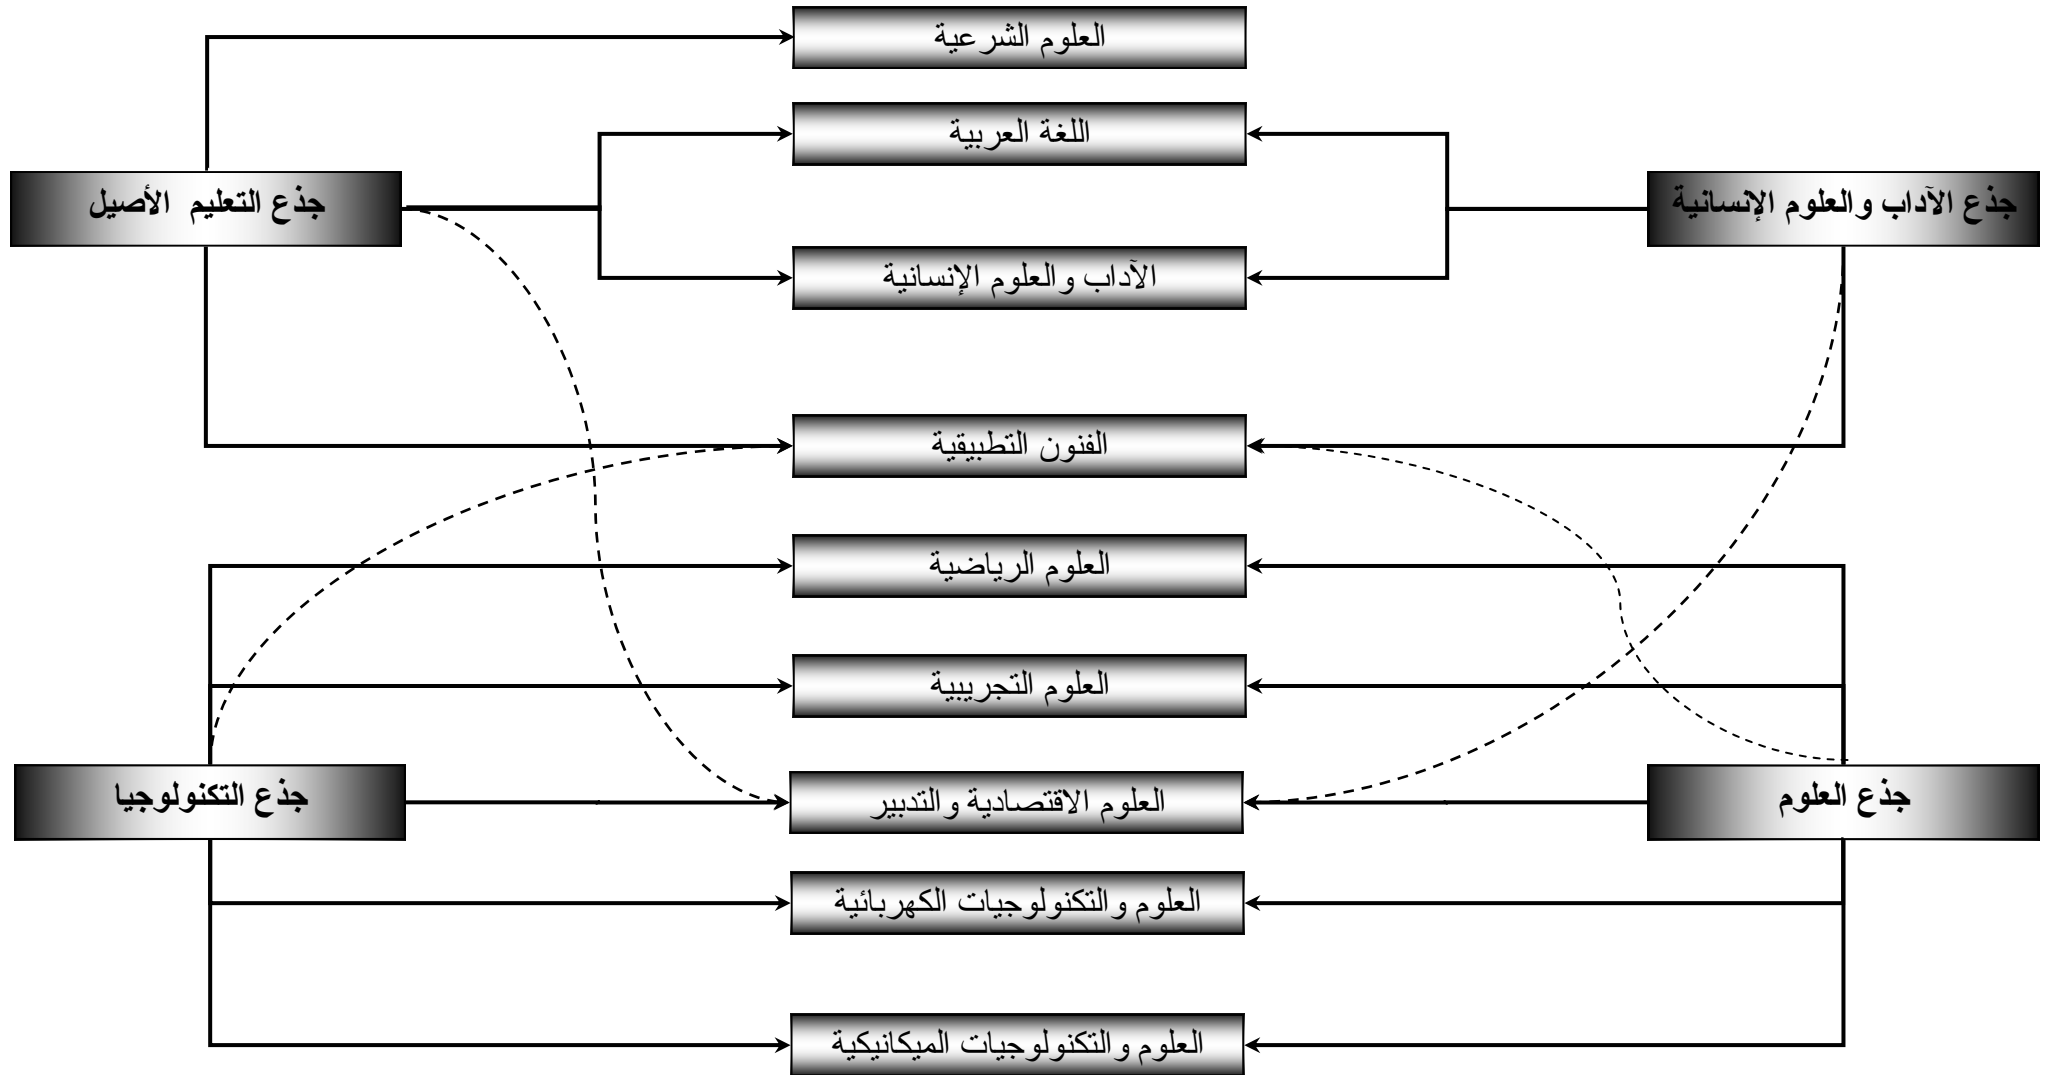 العلوم الشرعية
اللغة العربية
جذع الآداب والعلوم الإنسانية
جذع التعليم الأصيل
الآداب والعلوم الإنسانية
الفنون التطبيقية
العلوم الرياضية
العلوم التجريبية
جذع العلوم
العلوم الاقتصادية والتدبير
جذع التكنولوجيا
العلوم والتكنولوجيات الكهربائية
العلوم والتكنولوجيات الميكانيكية